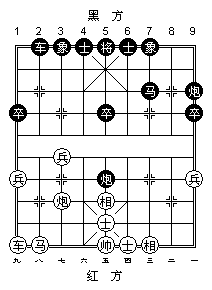 黑 方
1 2 3 4 5 6 7 8 9
车 象 士 将 士 象
马 炮
卒 卒 卒
兵
兵 炮 兵
炮 相
士
车 马 帅 士 相
九 八 七 六 五 四 三 二 一
红 方